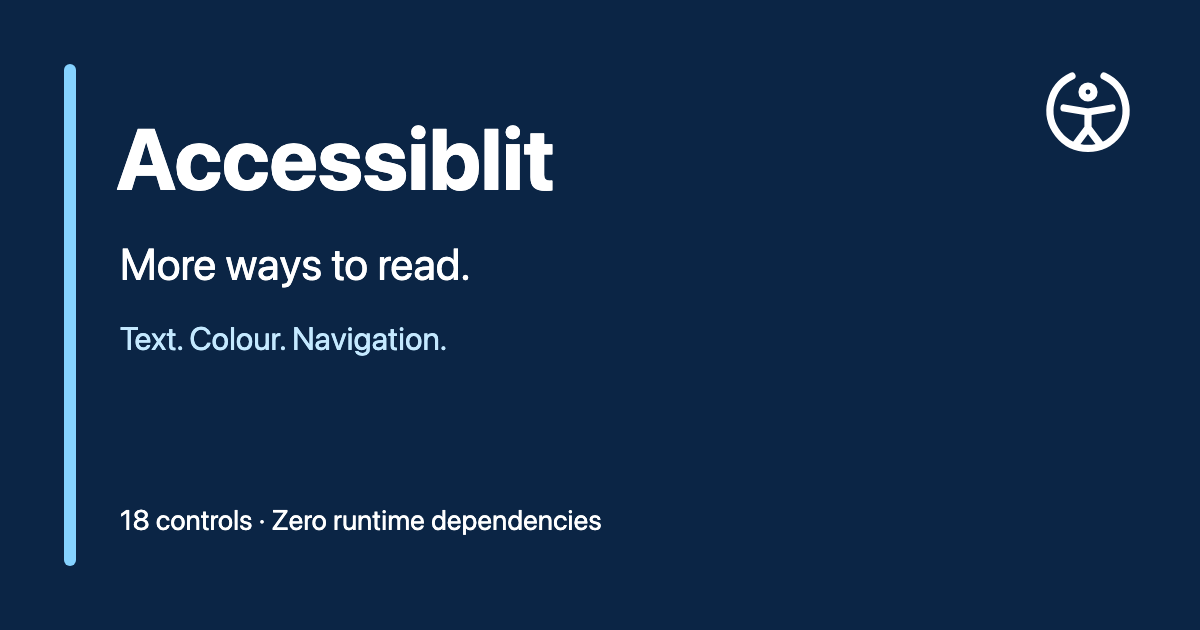 Accessiblit
More ways to read.
Text. Colour. Navigation.
18 controls · Zero runtime dependencies